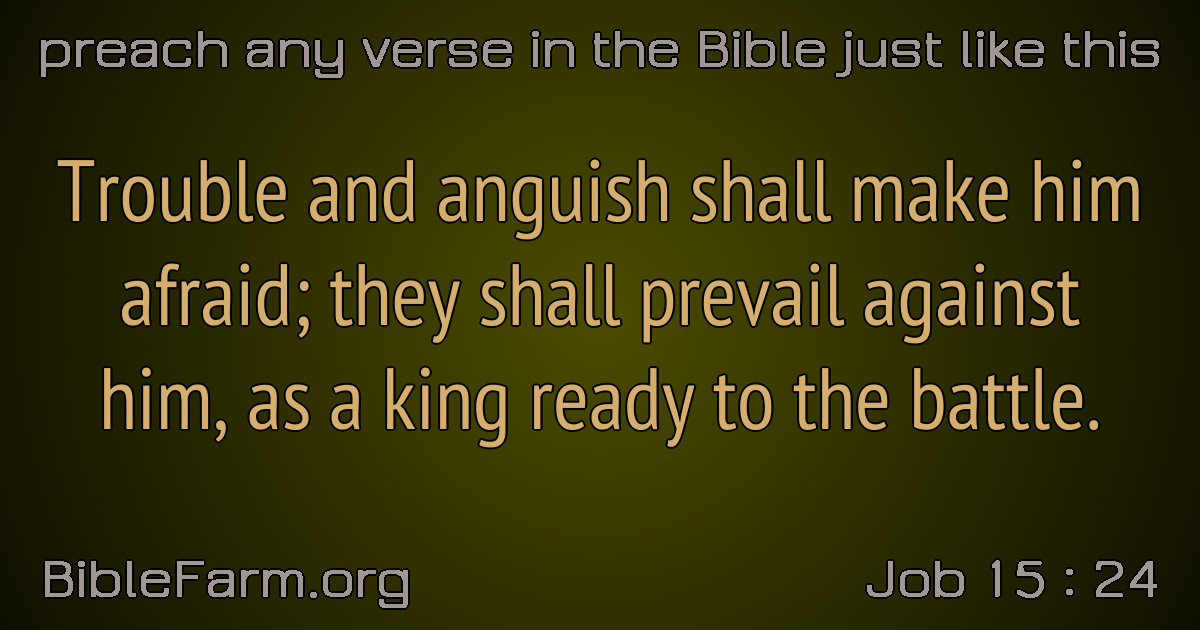 preach any verse in the Bible just like this
Trouble and anguish shall make him
afraid; they shall prevail against
him, as a king ready to the battle.
BibleFarm.org
Job 15 : 24